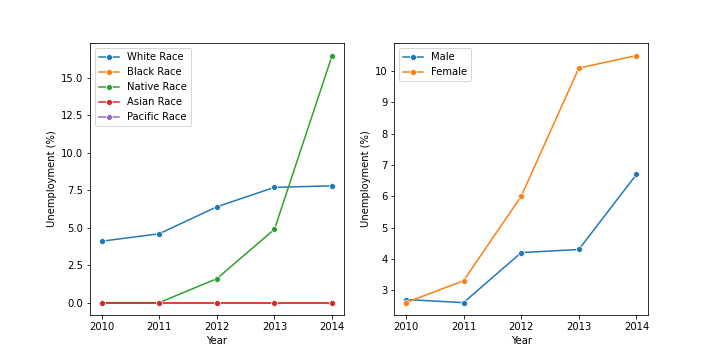 White Race
Black Race
Native Race
Asian Race
Pacific Race
15.0
12.5
10.0
7.5
5.0
2.5
0.0
Unemployment (%)
2010 2011 2012 2013 2014
Year
Male
Female
10
9
8
7
6
5
4
3
Unemployment (%)
2010 2011 2012 2013 2014
Year